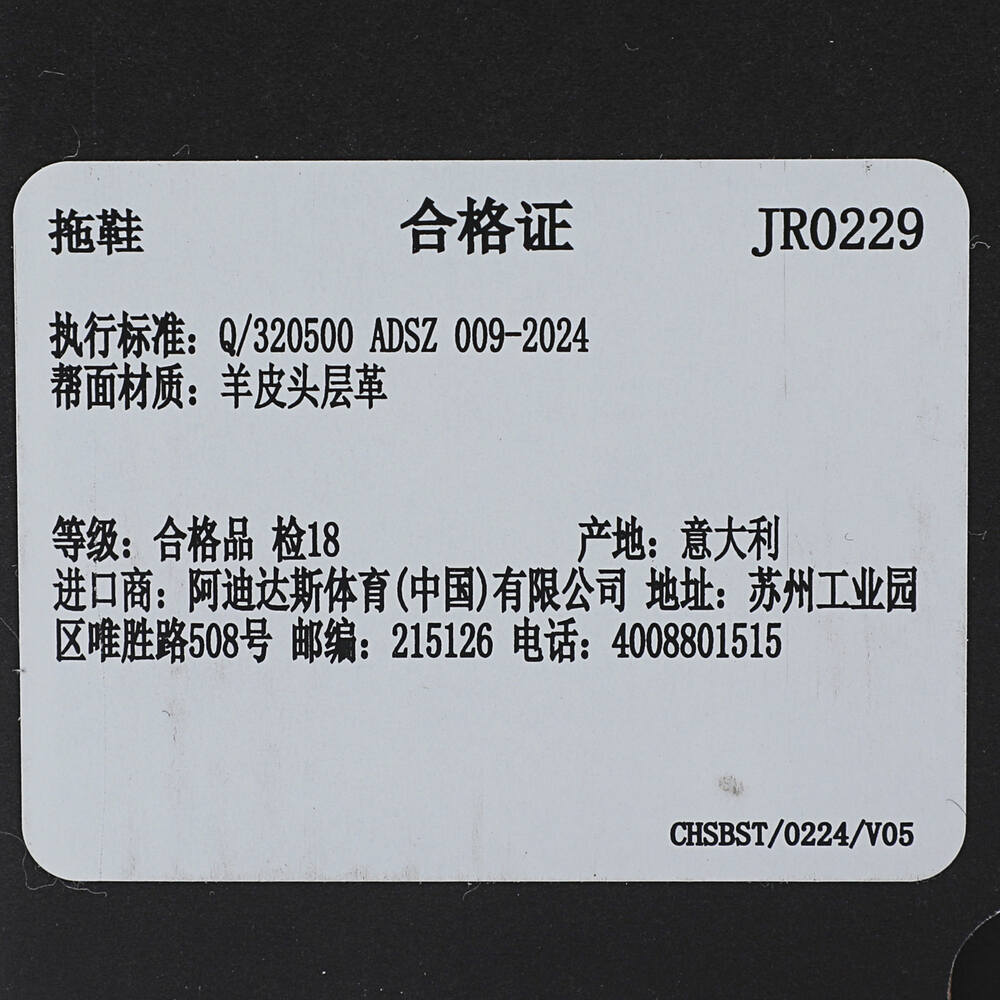 拖鞋 合格证 JR0229
执行标准：Q/320500 ADSZ 009-2024
帮面材质：羊皮头层革
等级：合格品 检18 产地：意大利
进口商：阿迪达斯体育(中国)有限公司 地址：苏州工业园
区唯胜路508号 邮编：215126 电话：4008801515
CHSBST/0224/V05